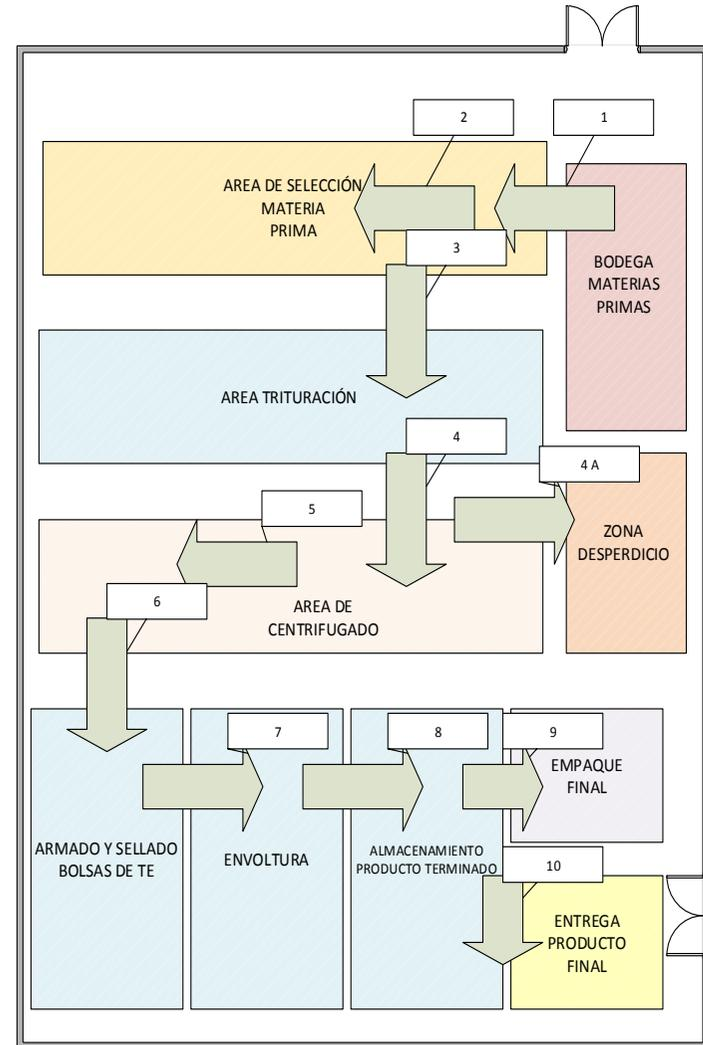 2
1
AREA DE SELECCIÓN
MATERIA
PRIMA
3
BODEGA
MATERIAS
PRIMAS
AREA TRITURACIÓN
4
4 A
5
ZONA
DESPERDICIO
6
AREA DE
CENTRIFUGADO
7
8
9
EMPAQUE
FINAL
ARMADO Y SELLADO
BOLSAS DE TE
ENVOLTURA
ALMACENAMIENTO
PRODUCTO TERMINADO
10
ENTREGA
PRODUCTO
FINAL